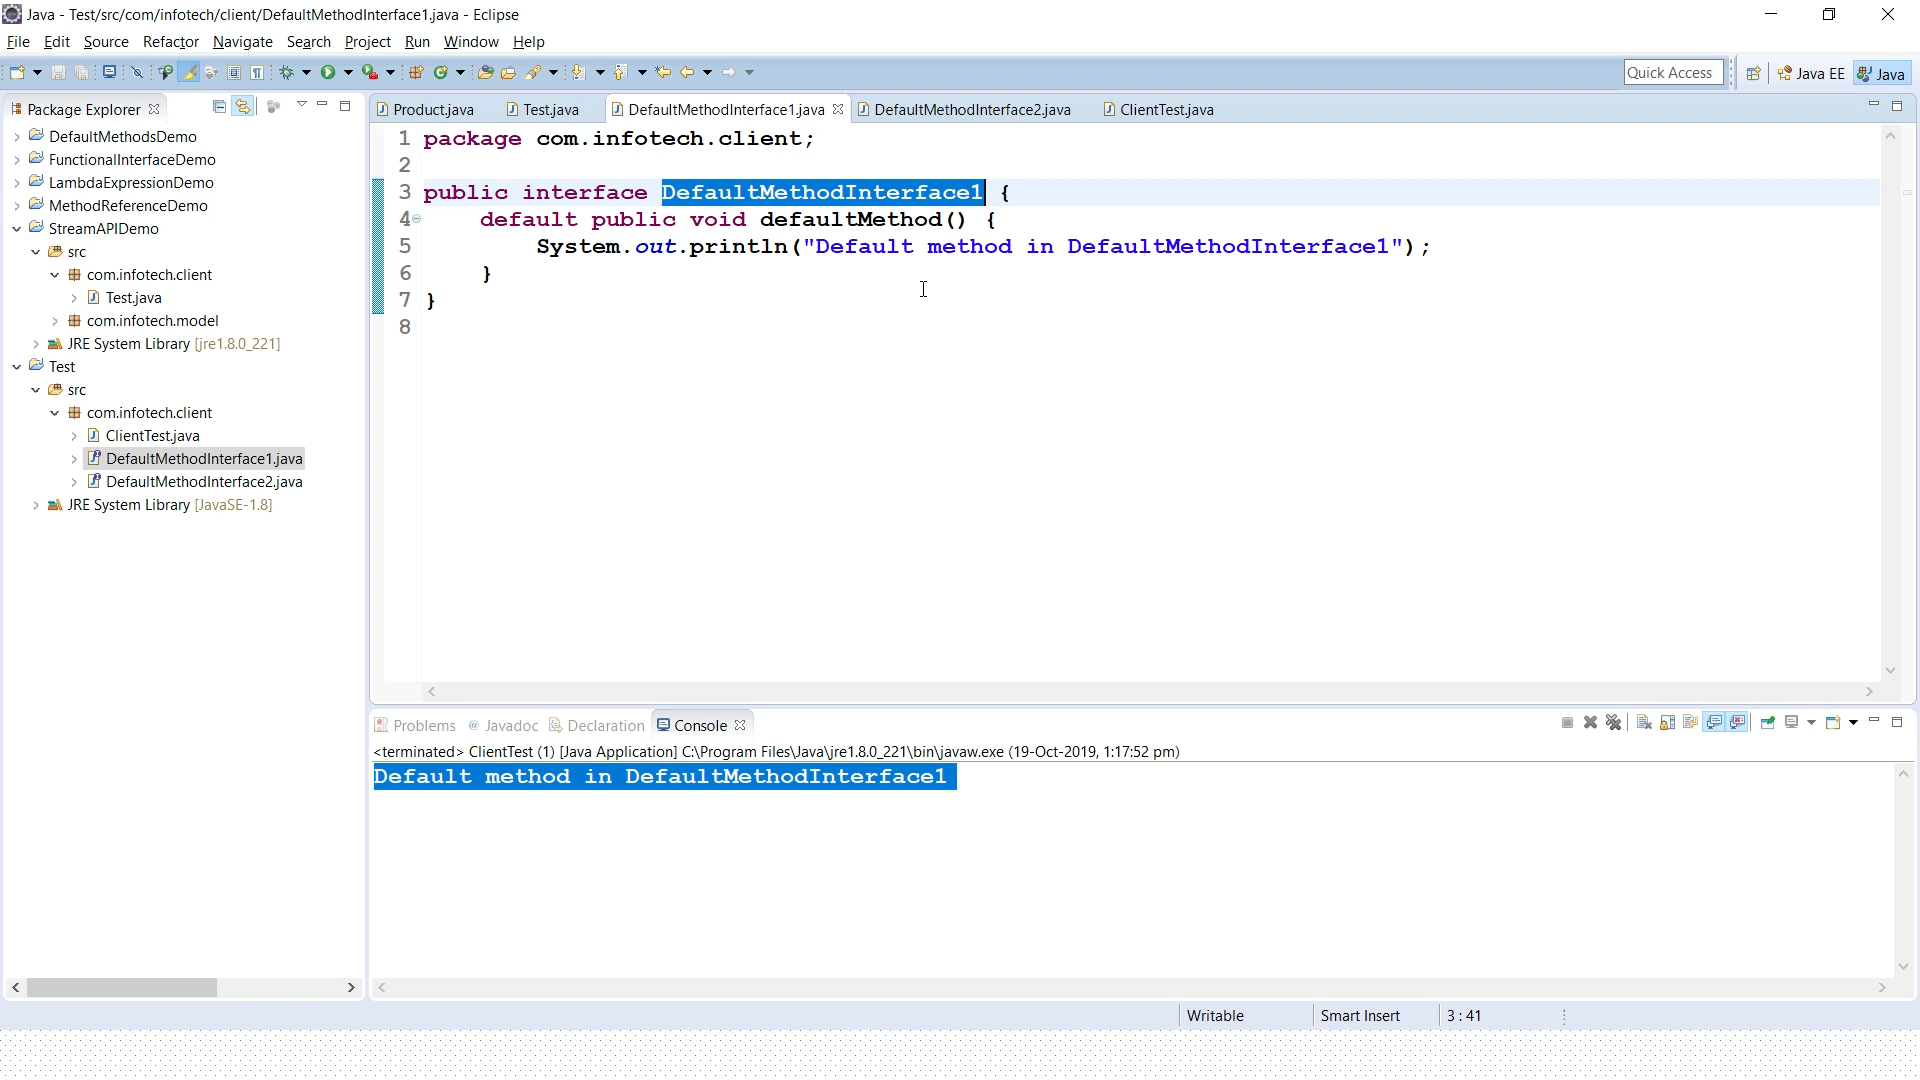 Java - Test/src/com/infotech/client/DefaultMethodInterface1.java - Eclipse
File Edit Source Refactor Navigate Search Project Run Window Help
Quick Access Java EE Java
Package Explorer
DefaultMethodsDemo
FunctionalInterfaceDemo
LambdaExpressionDemo
MethodReferenceDemo
StreamAPIDemo
src
com.infotech.client
Test.java
com.infotech.model
JRE System Library [jre1.8.0_221]
Test
src
com.infotech.client
ClientTest.java
DefaultMethodInterface1.java
DefaultMethodInterface2.java
JRE System Library [JavaSE-1.8]
Product.java Test.java DefaultMethodInterface1.java DefaultMethodInterface2.java ClientTest.java
1 package com.infotech.client;
2
3 public interface DefaultMethodInterface1 {
4 default public void defaultMethod() {
5 System.out.println("Default method in DefaultMethodInterface1");
6 }
7 }
8
Problems @ Javadoc Declaration Console
<terminated> ClientTest (1) [Java Application] C:\Program Files\Java\jre1.8.0_221\bin\javaw.exe (19-Oct-2019, 1:17:52 pm)
Default method in DefaultMethodInterface1
Writable Smart Insert 3 : 41